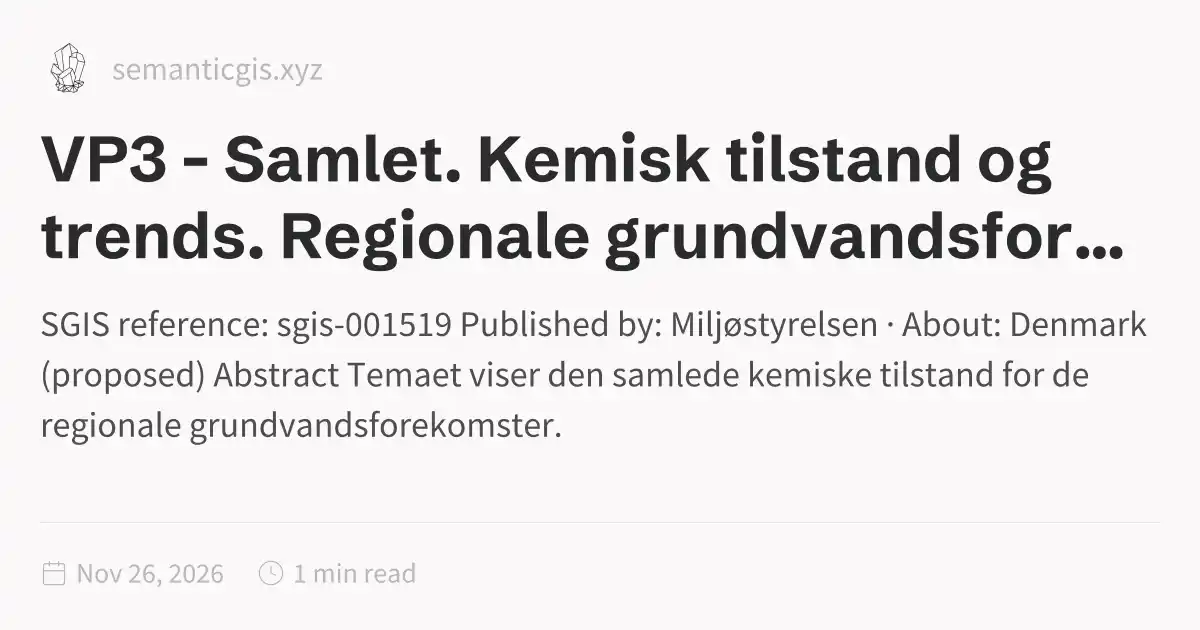 semanticgis.xyz
VP3 - Samlet. Kemisk tilstand og
trends. Regionale grundvandsfor…
SGIS reference: sgis-001519 Published by: Miljøstyrelsen · About: Denmark
(proposed) Abstract Temaet viser den samlede kemiske tilstand for de
regionale grundvandsforekomster.
Nov 26, 2026 1 min read